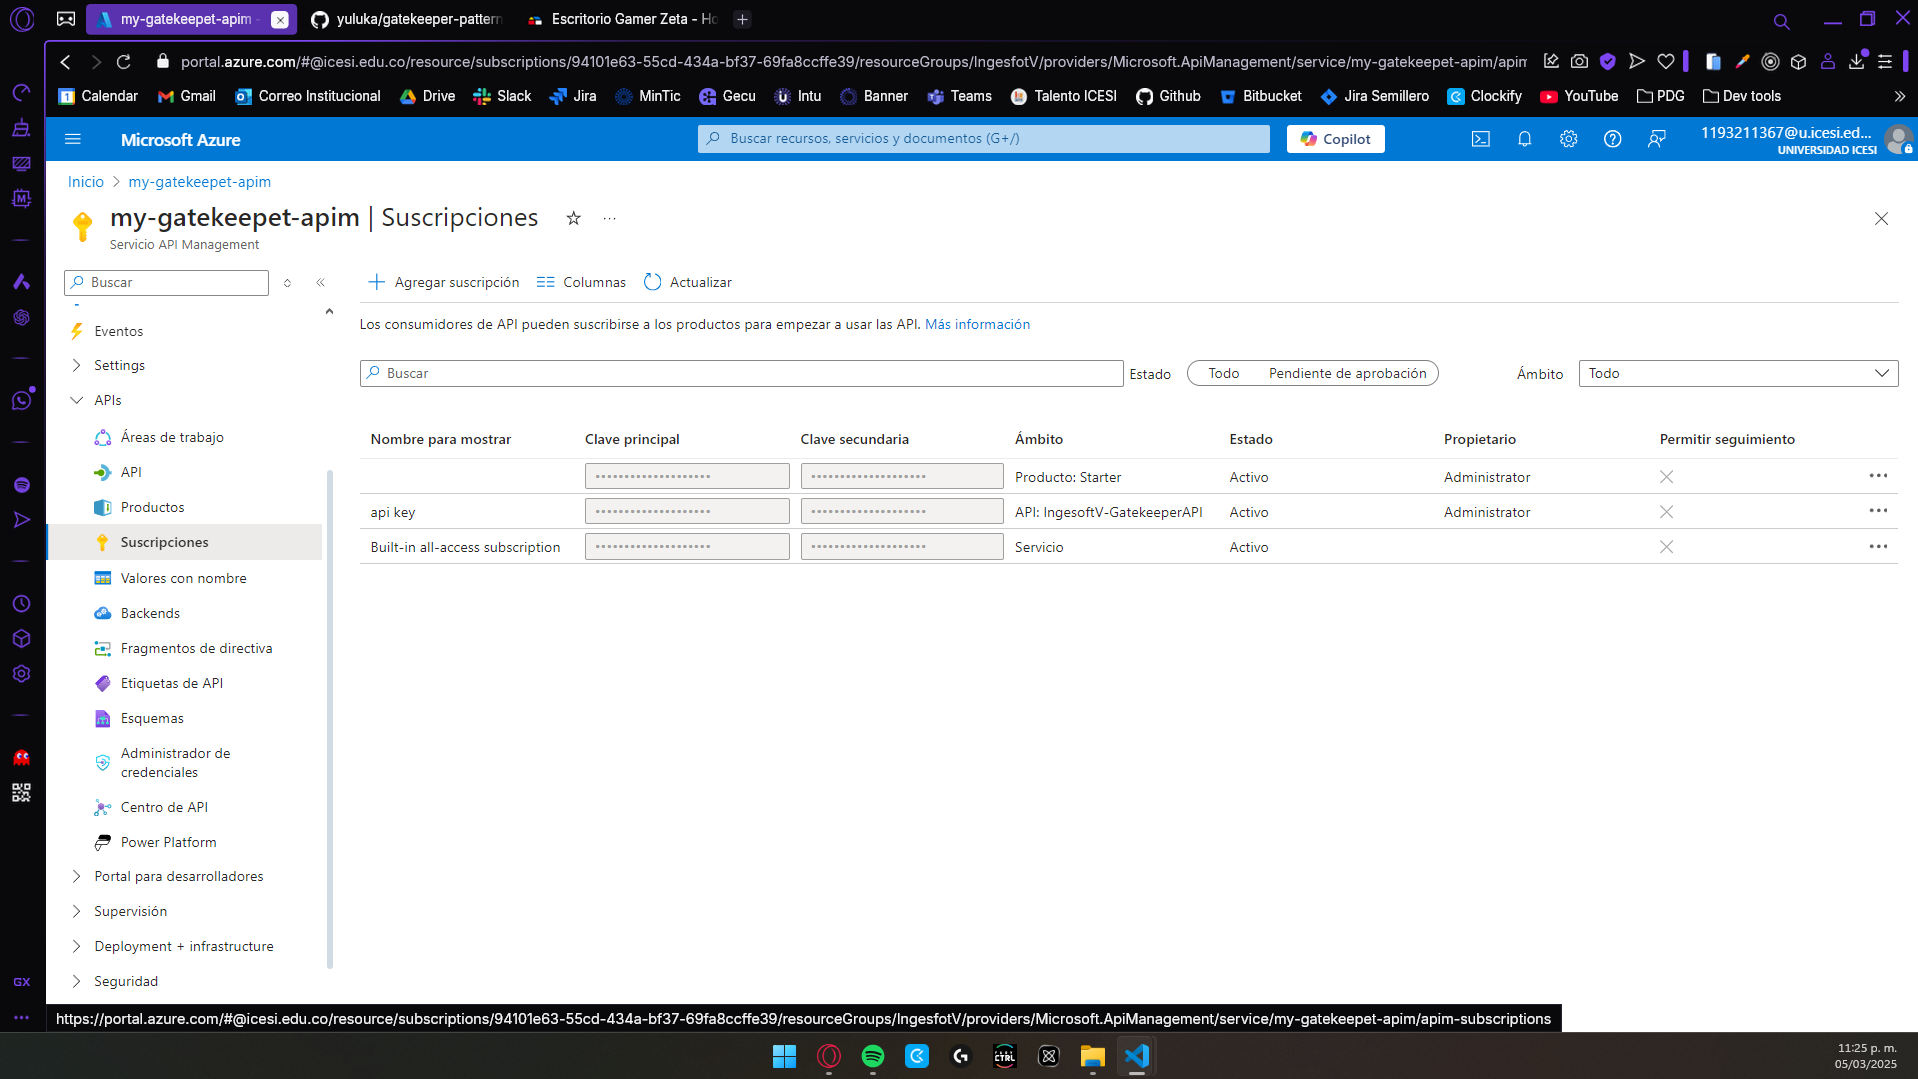 my-gatekeepet-apim -
yuluka/gatekeeper-pattern
Escritorio Gamer Zeta - Ho
portal.azure.com/#@icesi.edu.co/resource/subscriptions/94101e63-55cd-434a-bf37-69fa8ccffe39/resourceGroups/IngesfotV/providers/Microsoft.ApiManagement/service/my-gatekeepet-apim/apim
Calendar
Gmail
Correo Institucional
Drive
Slack
Jira
MinTic
Gecu
Intu
Banner
Teams
Talento ICESI
Github
Bitbucket
Jira Semillero
Clockify
YouTube
PDG
Dev tools
Microsoft Azure
Buscar recursos, servicios y documentos (G+/)
Copilot
1193211367@u.icesi.ed...
UNIVERSIDAD ICESI
Inicio > my-gatekeepet-apim
my-gatekeepet-apim | Suscripciones
Servicio API Management
Buscar
Agregar suscripción
Columnas
Actualizar
Los consumidores de API pueden suscribirse a los productos para empezar a usar las API. Más información
Buscar
Estado
Todo
Pendiente de aprobación
Ámbito
Todo
Nombre para mostrar
Clave principal
Clave secundaria
Ámbito
Estado
Propietario
Permitir seguimiento
Producto: Starter
Activo
Administrator
api key
API: IngesoftV-GatekeeperAPI
Activo
Administrator
Built-in all-access subscription
Servicio
Activo
Eventos
Settings
APIs
Áreas de trabajo
API
Productos
Suscripciones
Valores con nombre
Backends
Fragmentos de directiva
Etiquetas de API
Esquemas
Administrador de
credenciales
Centro de API
Power Platform
Portal para desarrolladores
Supervisión
Deployment + infrastructure
Seguridad
GX
https://portal.azure.com/#@icesi.edu.co/resource/subscriptions/94101e63-55cd-434a-bf37-69fa8ccffe39/resourceGroups/IngesfotV/providers/Microsoft.ApiManagement/service/my-gatekeepet-apim/apim-subscriptions
CTRL
11:25 p. m.
05/03/2025